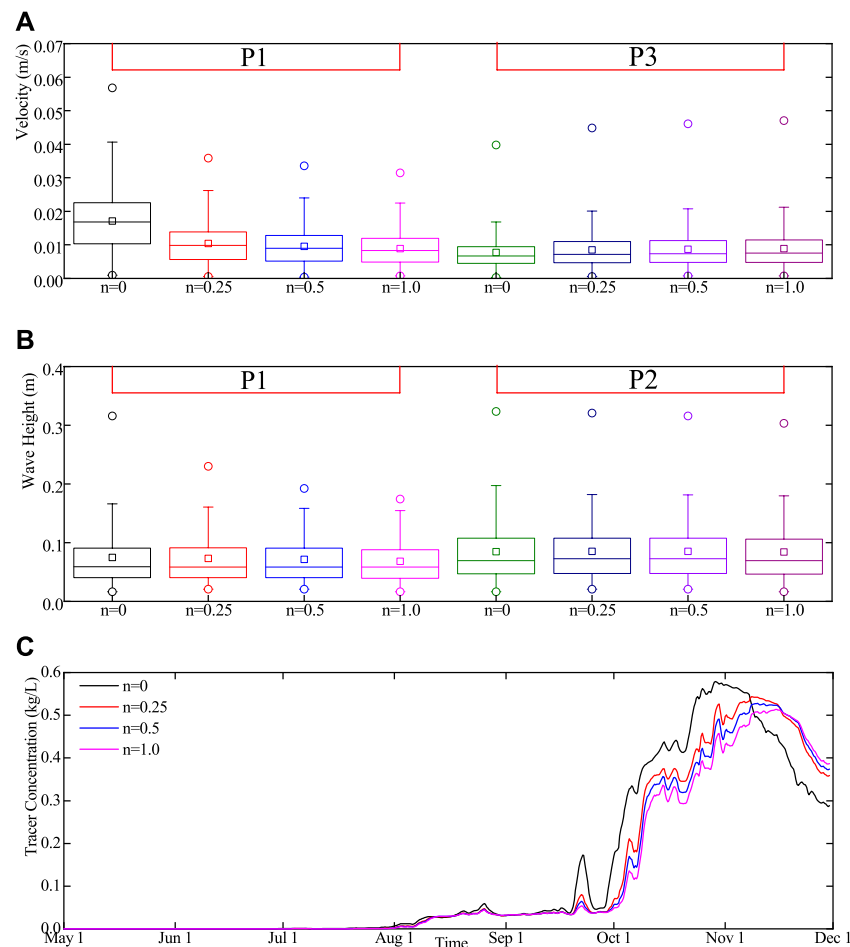 A
Velocity (m/s)
0.07
0.06
0.05
0.04
0.03
0.02
0.01
0.00
P1
P3
n=0
n=0.25
n=0.5
n=1.0
n=0
n=0.25
n=0.5
n=1.0
B
Wave Height (m)
0.4
0.3
0.2
0.1
0.0
P1
P2
n=0
n=0.25
n=0.5
n=1.0
n=0
n=0.25
n=0.5
n=1.0
C
Tracer Concentration (kg/L)
0.6
0.5
0.4
0.3
0.2
0.1
0.0
n=0
n=0.25
n=0.5
n=1.0
May 1
Jun 1
Jul 1
Aug 1
Sep 1
Oct 1
Nov 1
Dec 1
Time